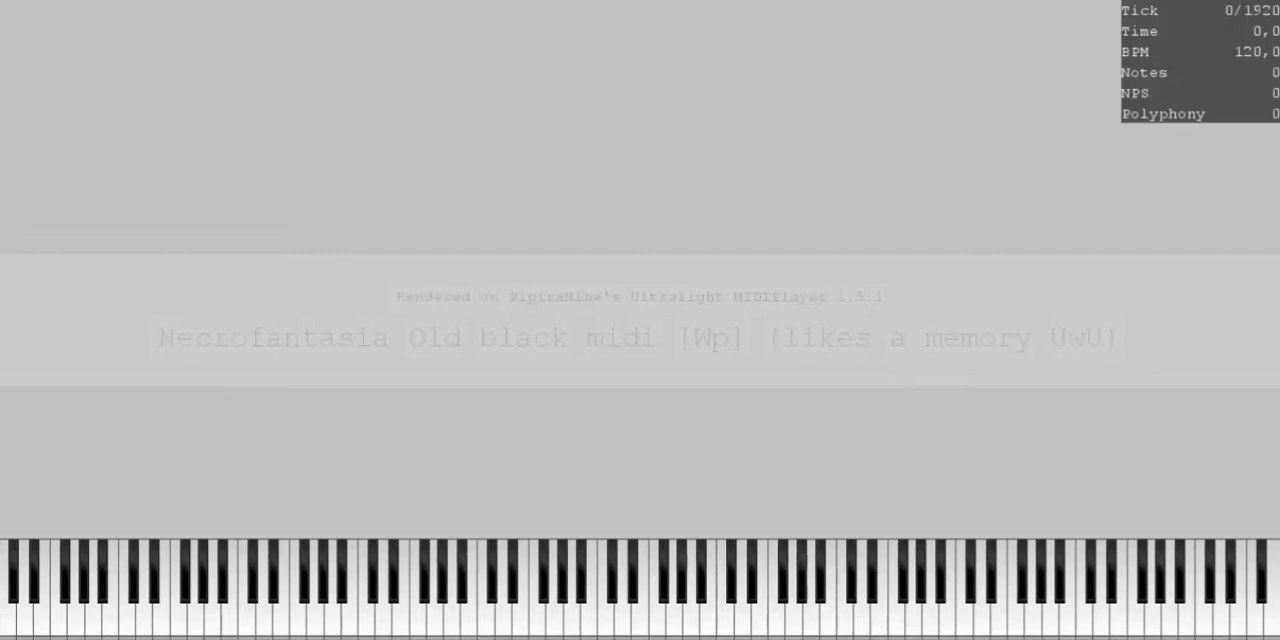 Tick 0/1920
Time 0,0
BPM 120,0
Notes 0
NPS 0
Polyphony 0
Rendered on PipiraMine's Ultralight MIDIPlayer 1.5.1
Necrofantasia Old black midi [Wp] (likes a memory UwU)